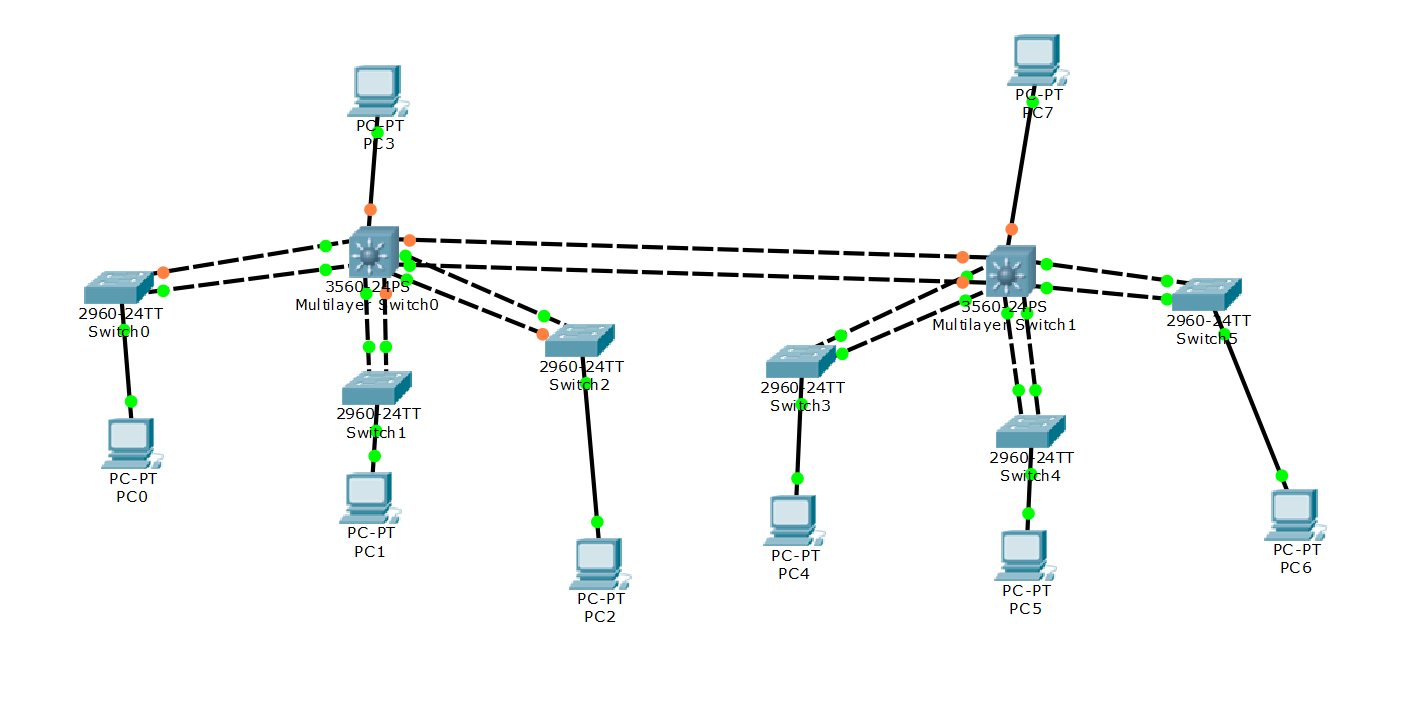 PC-PT
PC7
PC-PT
PC3
3560-24PS
Multilayer Switch0
3560-24PS
Multilayer Switch1
2960-24TT
Switch0
2960-24TT
Switch5
2960-24TT
Switch2
2960-24TT
Switch3
2960-24TT
Switch1
2960-24TT
Switch4
PC-PT
PC0
PC-PT
PC1
PC-PT
PC4
PC-PT
PC6
PC-PT
PC5
PC-PT
PC2